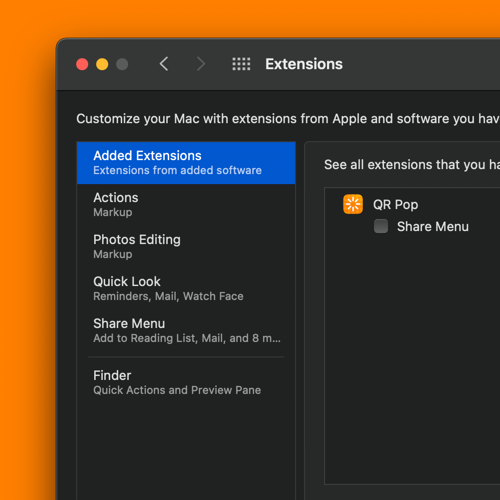 Extensions
Customize your Mac with extensions from Apple and software you hav
Added Extensions
Extensions from added software
Actions
Markup
Photos Editing
Markup
Quick Look
Reminders, Mail, Watch Face
Share Menu
Add to Reading List, Mail, and 8 m...
Finder
Quick Actions and Preview Pane
See all extensions that you ha
QR Pop
Share Menu